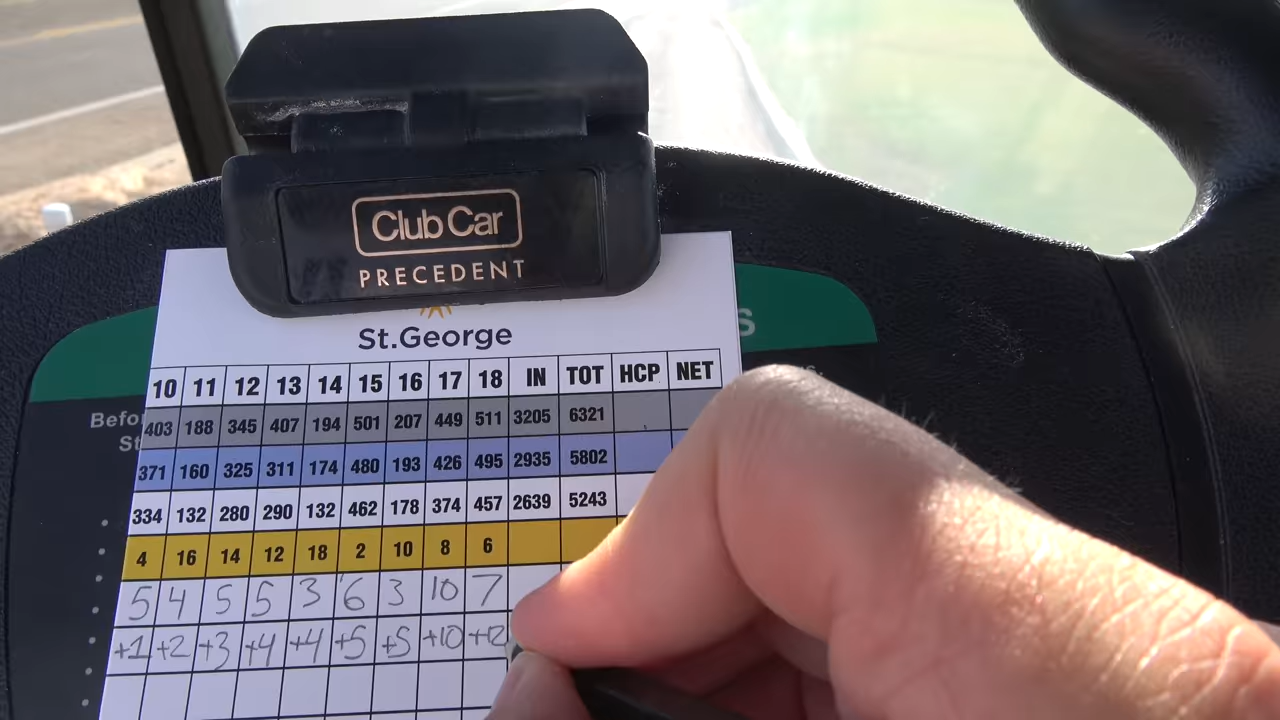 Club Car
PRECEDENT
St.George
S
10 11 12 13 14 15 16 17 18 IN TOT HCP NET
403 188 345 407 194 501 207 449 511 3205 6321
371 160 325 311 174 480 193 426 495 2935 5802
334 132 280 290 132 462 178 374 457 2639 5243
4 16 14 12 18 2 10 8 6
5 4 5 5 3 6 3 10 7
+1 +2 +3 +4 +4 +5 +5 +10 +12
Befo
St